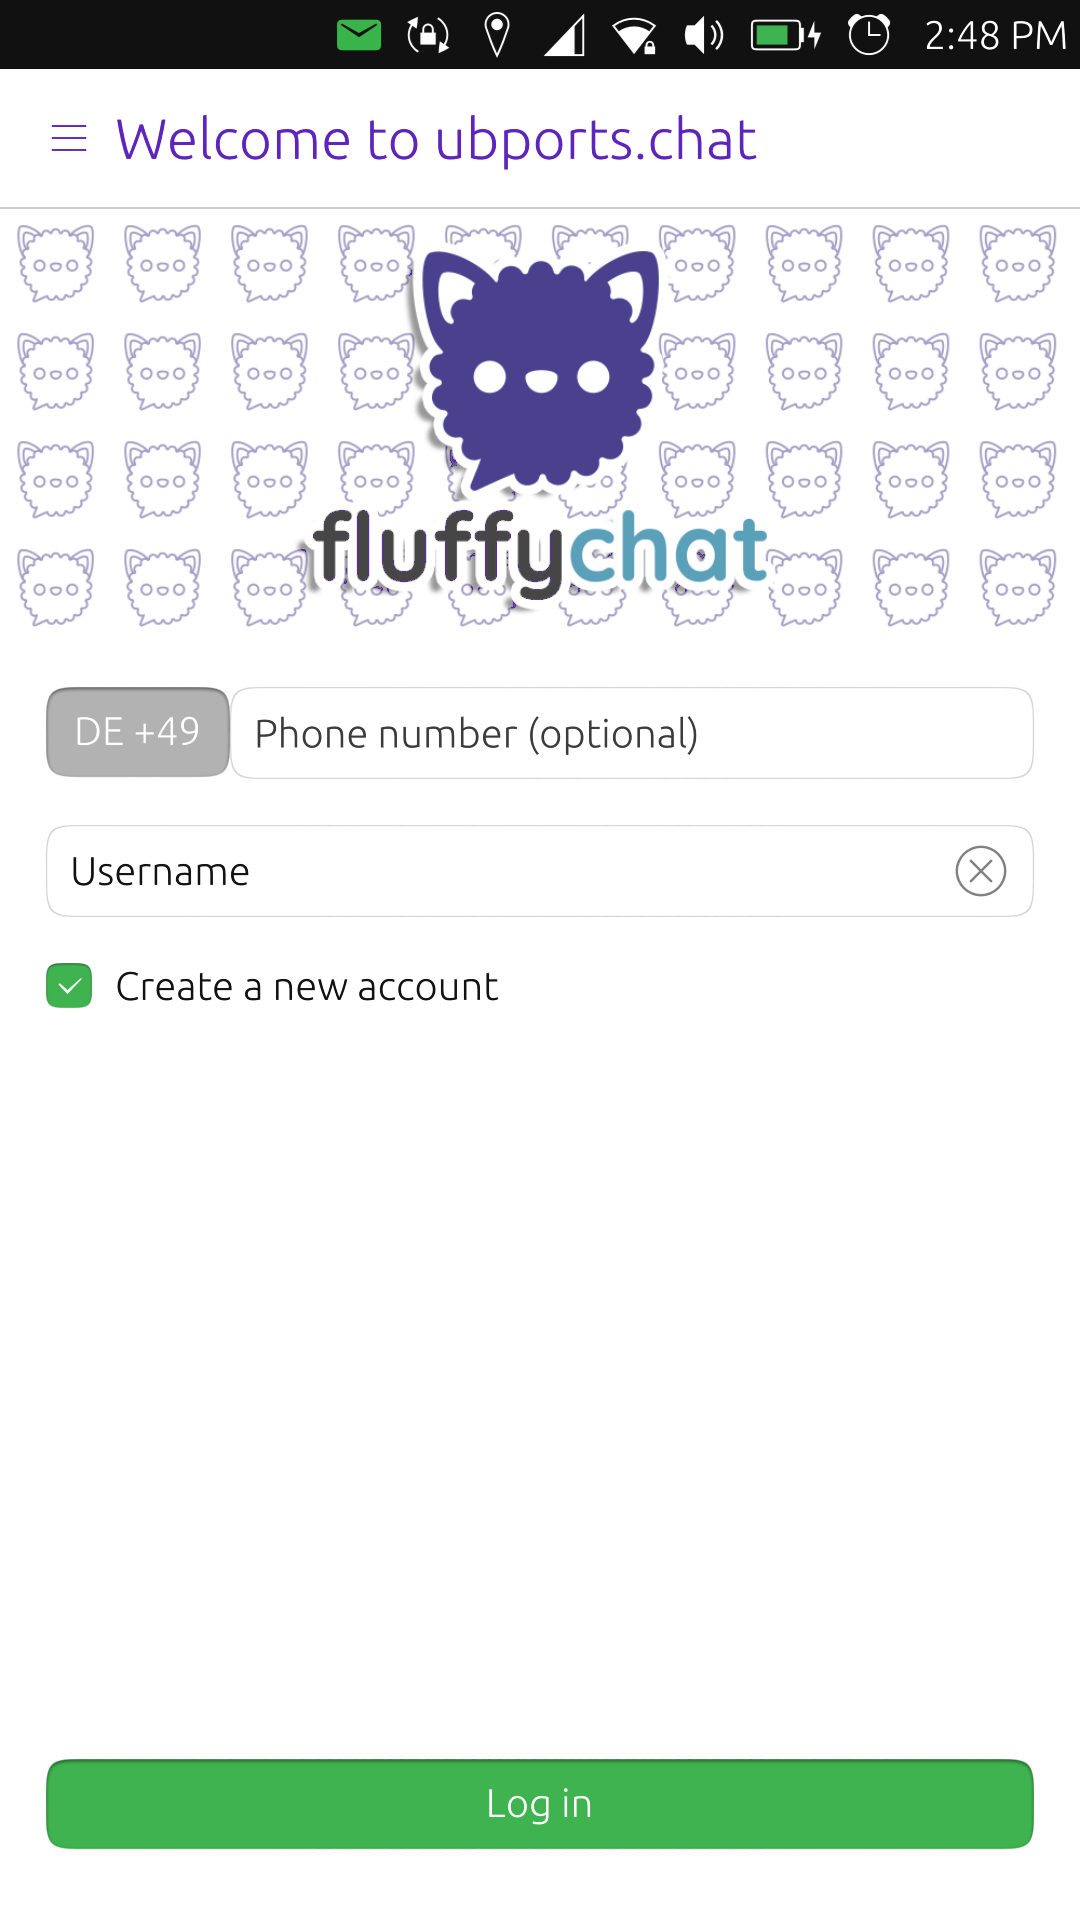 2:48 PM
Welcome to ubports.chat
fluffychat
DE +49 Phone number (optional)
Username
Create a new account
Log in